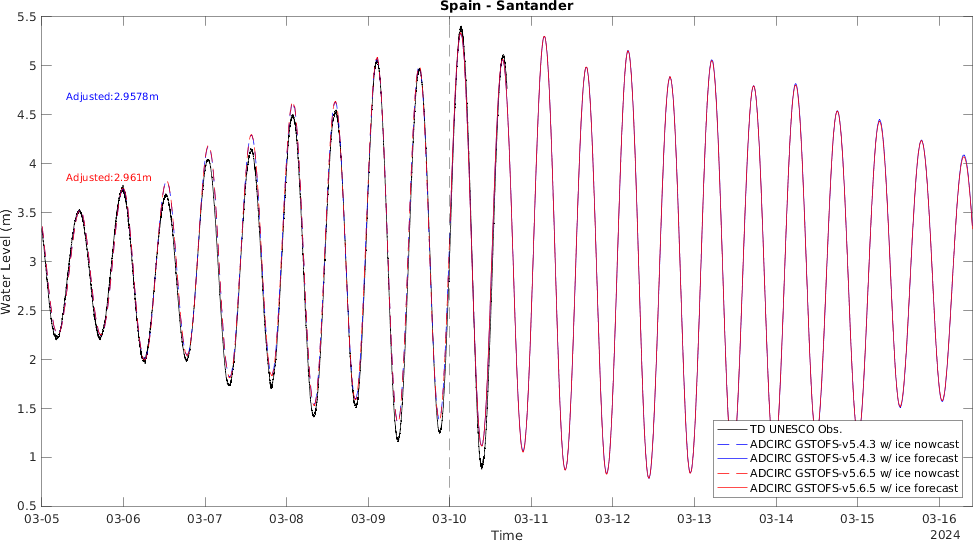 Spain - Santander
5.5
5
4.5
4
3.5
3
2.5
2
1.5
1
0.5
Water Level (m)
Adjusted:2.9578m
Adjusted:2.961m
TD UNESCO Obs.
ADCIRC GSTOFS-v5.4.3 w/ ice nowcast
ADCIRC GSTOFS-v5.4.3 w/ ice forecast
ADCIRC GSTOFS-v5.6.5 w/ ice nowcast
ADCIRC GSTOFS-v5.6.5 w/ ice forecast
03-05 03-06 03-07 03-08 03-09 03-10 03-11 03-12 03-13 03-14 03-15 03-16
Time
2024